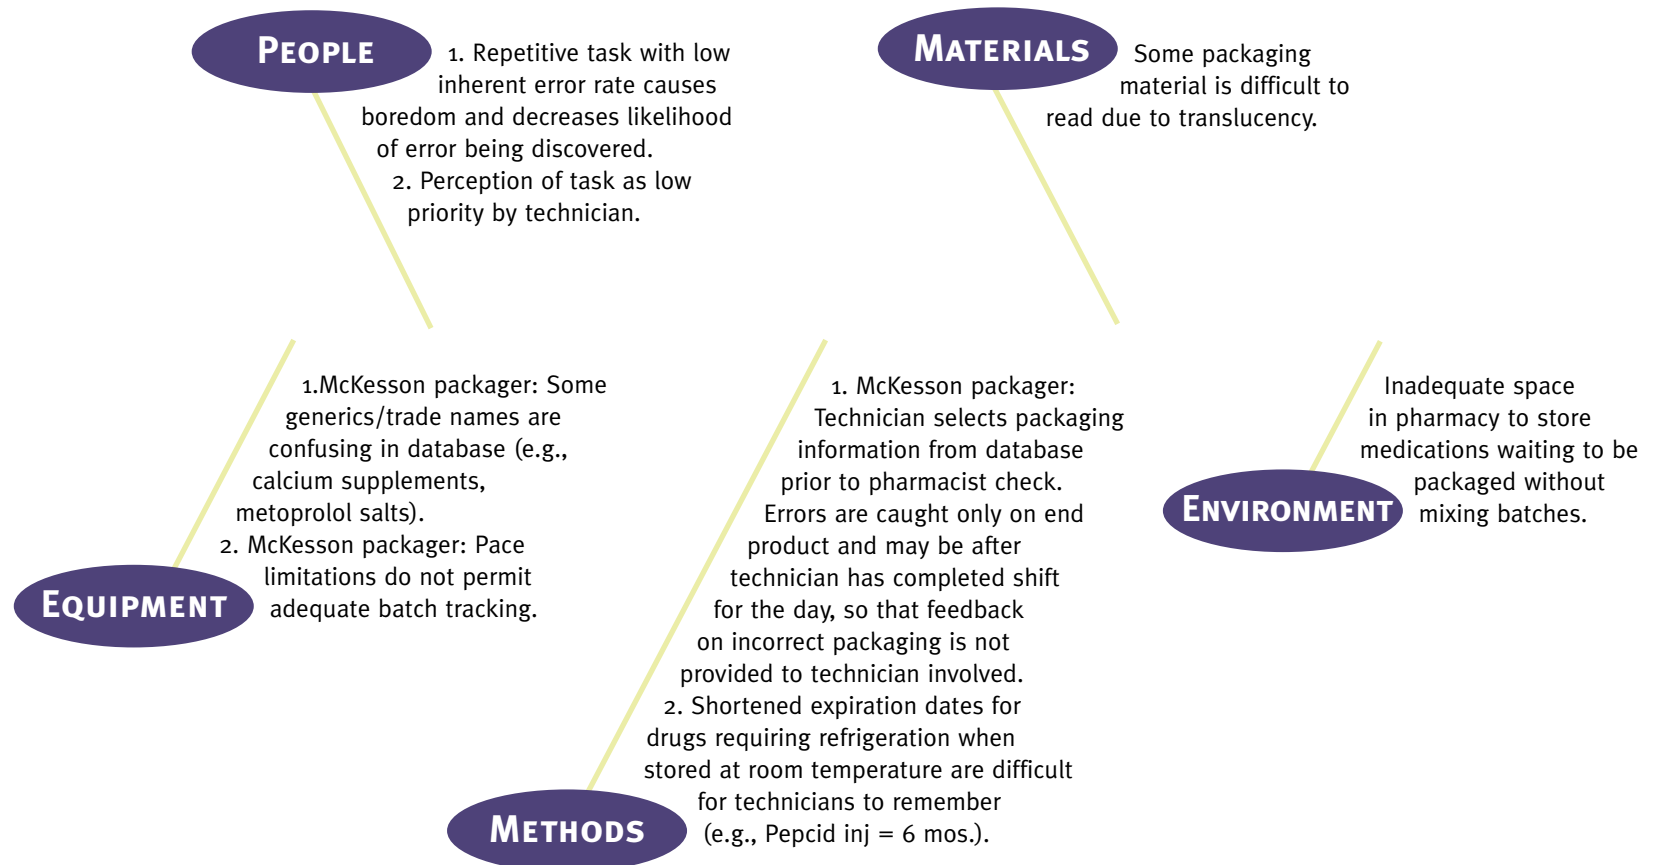 PEOPLE
1. Repetitive task with low
inherent error rate causes
boredom and decreases likelihood
of error being discovered.
2. Perception of task as low
priority by technician.
MATERIALS
Some packaging
material is difficult to
read due to translucency.
1.McKesson packager: Some
generics/trade names are
confusing in database (e.g.,
calcium supplements,
metoprolol salts).
2. McKesson packager: Pace
limitations do not permit
adequate batch tracking.
EQUIPMENT
1. McKesson packager:
Technician selects packaging
information from database
prior to pharmacist check.
Errors are caught only on end
product and may be after
technician has completed shift
for the day, so that feedback
on incorrect packaging is not
provided to technician involved.
2. Shortened expiration dates for
drugs requiring refrigeration when
stored at room temperature are difficult
for technicians to remember
(e.g., Pepcid inj = 6 mos.).
METHODS
Inadequate space
in pharmacy to store
medications waiting to be
packaged without
mixing batches.
ENVIRONMENT